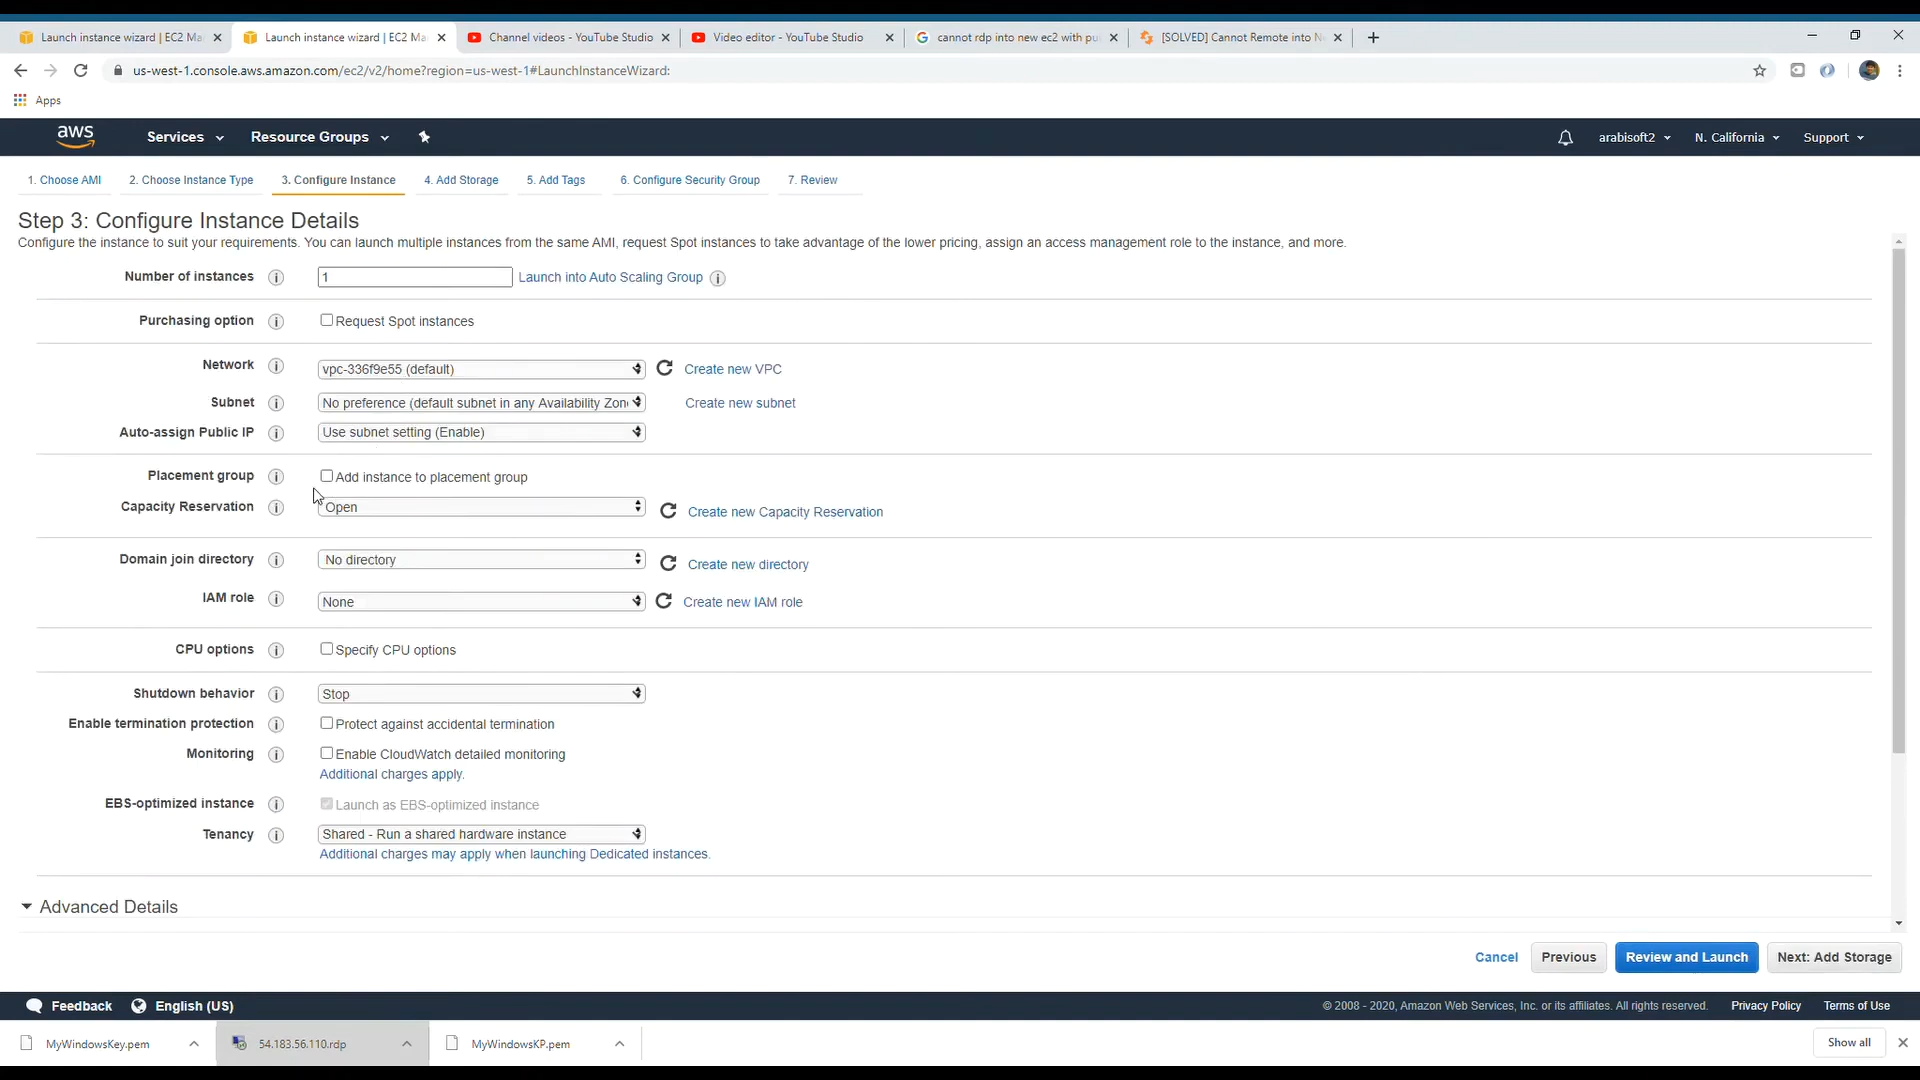 Launch instance wizard | EC2 Ma
Launch instance wizard | EC2 Ma
Channel videos - YouTube Studio
Video editor - YouTube Studio
cannot rdp into new ec2 with pu
[SOLVED] Cannot Remote into N
us-west-1.console.aws.amazon.com/ec2/v2/home?region=us-west-1#LaunchInstanceWizard:
Apps
aws
Services
Resource Groups
arabisoft2
N. California
Support
1. Choose AMI
2. Choose Instance Type
3. Configure Instance
4. Add Storage
5. Add Tags
6. Configure Security Group
7. Review
Step 3: Configure Instance Details
Configure the instance to suit your requirements. You can launch multiple instances from the same AMI, request Spot instances to take advantage of the lower pricing, assign an access management role to the instance, and more.
Number of instances
1
Launch into Auto Scaling Group
Purchasing option
Request Spot instances
Network
vpc-336f9e55 (default)
Create new VPC
Subnet
No preference (default subnet in any Availability Zon
Create new subnet
Auto-assign Public IP
Use subnet setting (Enable)
Placement group
Add instance to placement group
Capacity Reservation
Open
Create new Capacity Reservation
Domain join directory
No directory
Create new directory
IAM role
None
Create new IAM role
CPU options
Specify CPU options
Shutdown behavior
Stop
Enable termination protection
Protect against accidental termination
Monitoring
Enable CloudWatch detailed monitoring
Additional charges apply.
EBS-optimized instance
Launch as EBS-optimized instance
Tenancy
Shared - Run a shared hardware instance
Additional charges may apply when launching Dedicated instances.
Advanced Details
Cancel
Previous
Review and Launch
Next: Add Storage
Feedback
English (US)
© 2008 - 2020, Amazon Web Services, Inc. or its affiliates. All rights reserved.
Privacy Policy
Terms of Use
MyWindowsKey.pem
54.183.56.110.rdp
MyWindowsKP.pem
Show all